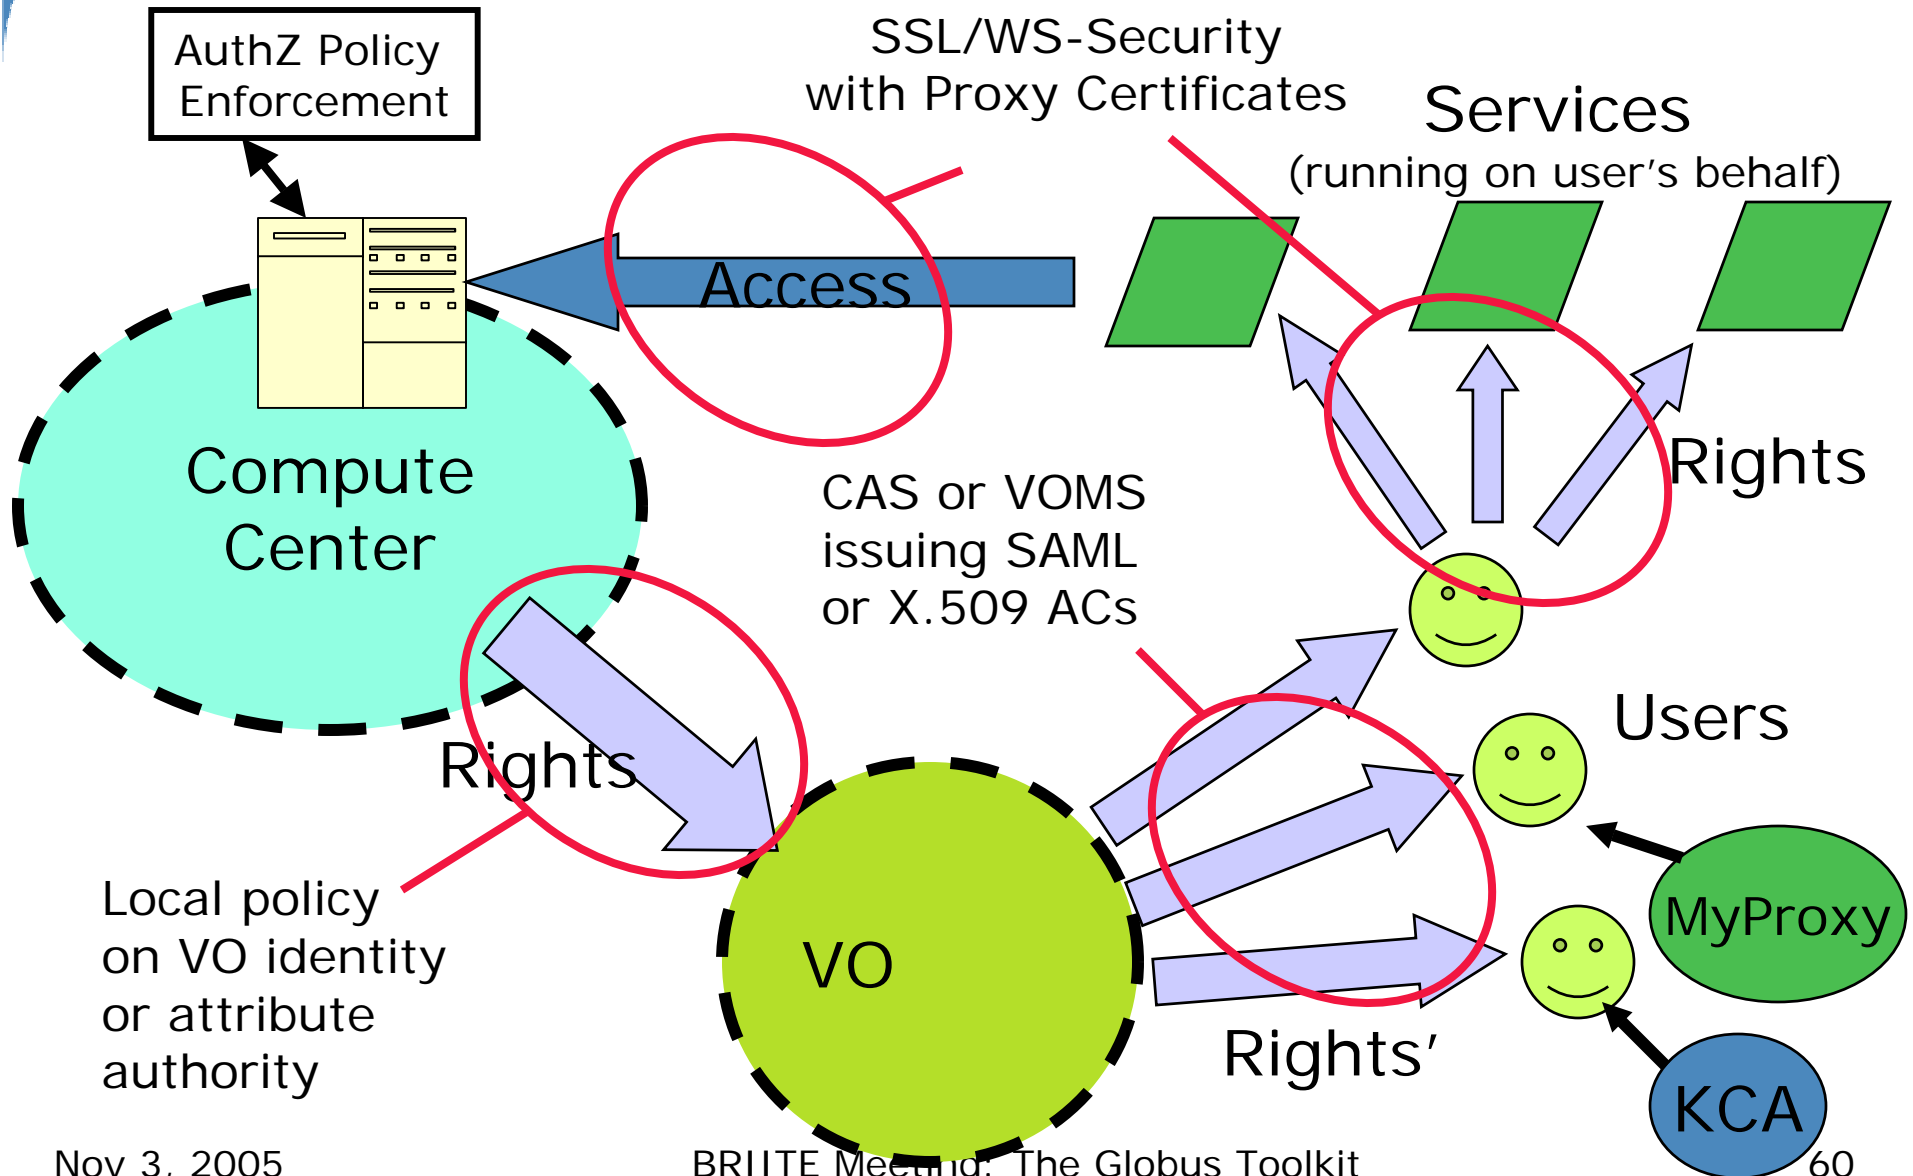 AuthZ Policy
Enforcement
SSL/WS-Security
with Proxy Certificates
Services
(running on user's behalf)
Access
Compute
Center
CAS or VOMS
issuing SAML
or X.509 ACs
Rights
Rights
Users
Local policy
on VO identity
or attribute
authority
VO
MyProxy
Rights'
KCA
Nov 3, 2005
BRIITE Meeting: The Globus Toolkit
60